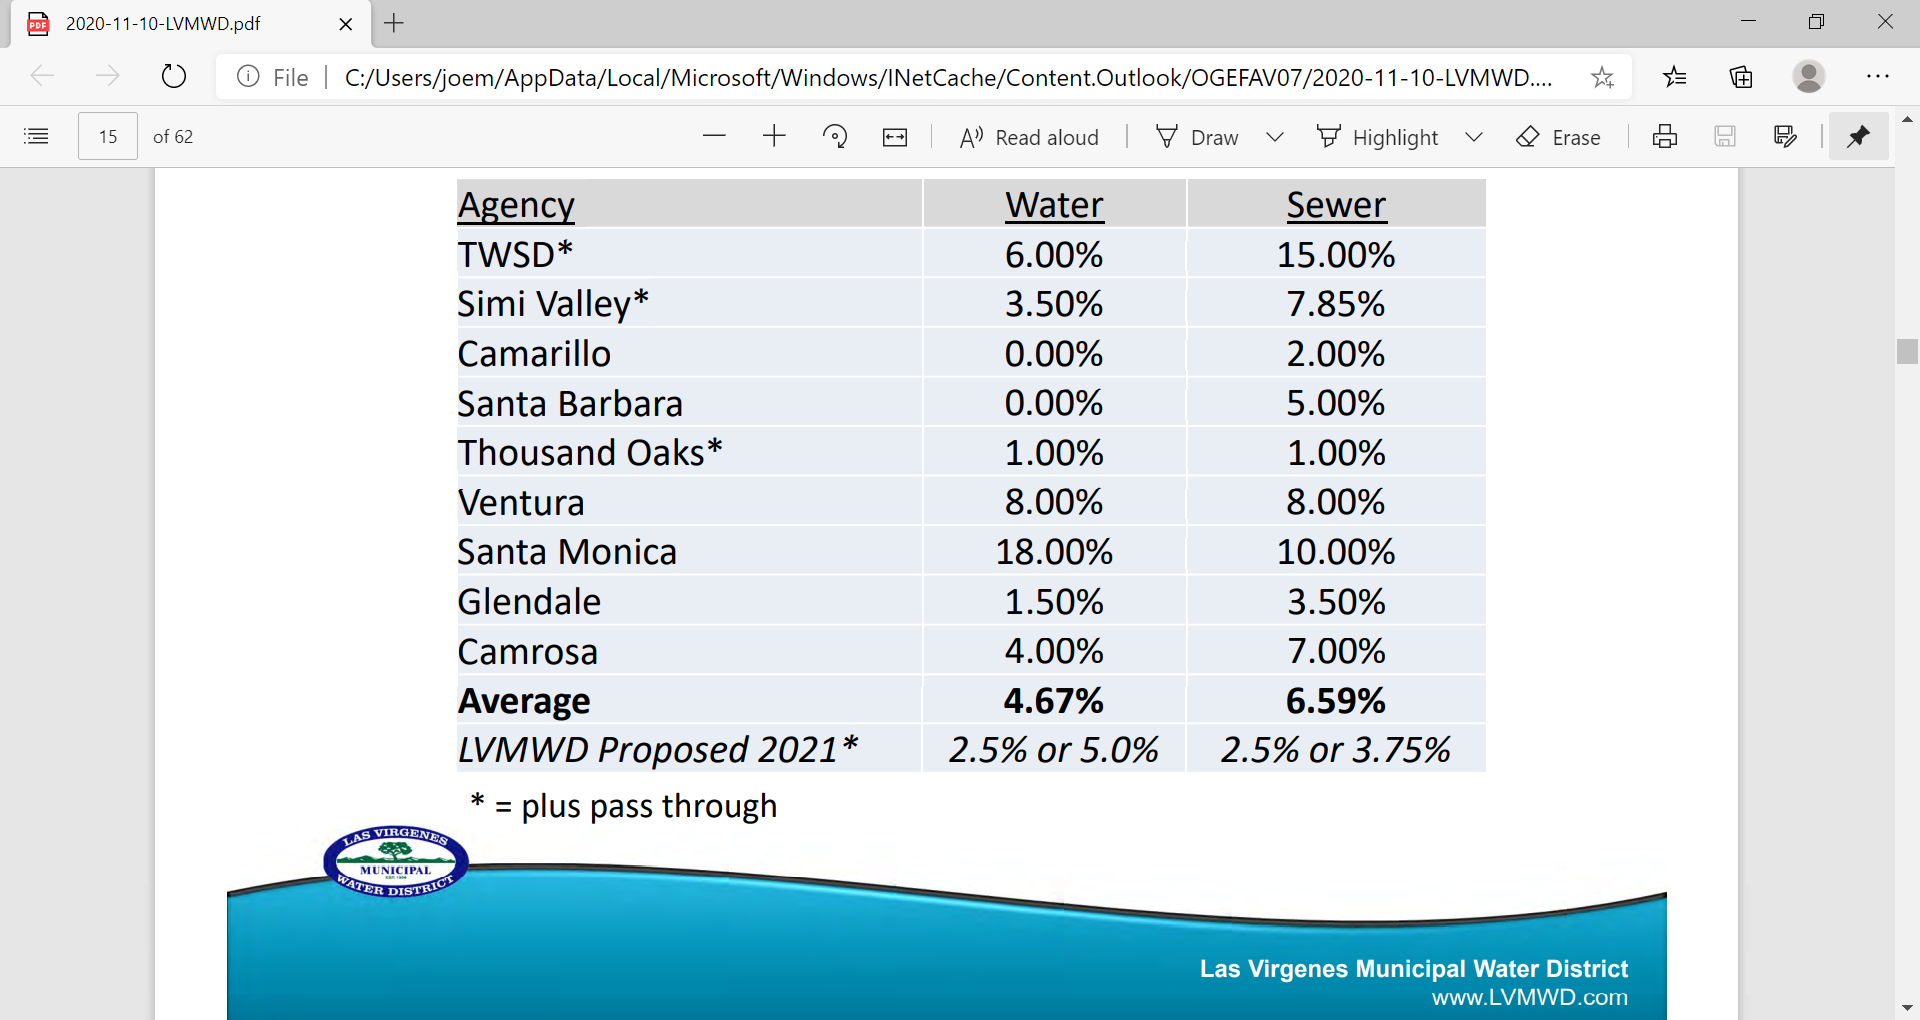 2020-11-10-LVMWD.pdf
File C:/Users/joem/AppData/Local/Microsoft/Windows/INetCache/Content.Outlook/OGEFAV07/2020-11-10-LVMWD....
15 of 62 Read aloud Draw Highlight Erase
Agency Water Sewer
TWSD* 6.00% 15.00%
Simi Valley* 3.50% 7.85%
Camarillo 0.00% 2.00%
Santa Barbara 0.00% 5.00%
Thousand Oaks* 1.00% 1.00%
Ventura 8.00% 8.00%
Santa Monica 18.00% 10.00%
Glendale 1.50% 3.50%
Camrosa 4.00% 7.00%
Average 4.67% 6.59%
LVMWD Proposed 2021* 2.5% or 5.0% 2.5% or 3.75%
* = plus pass through
LAS VIRGENES
MUNICIPAL
WATER DISTRICT
Las Virgenes Municipal Water District
www.LVMWD.com